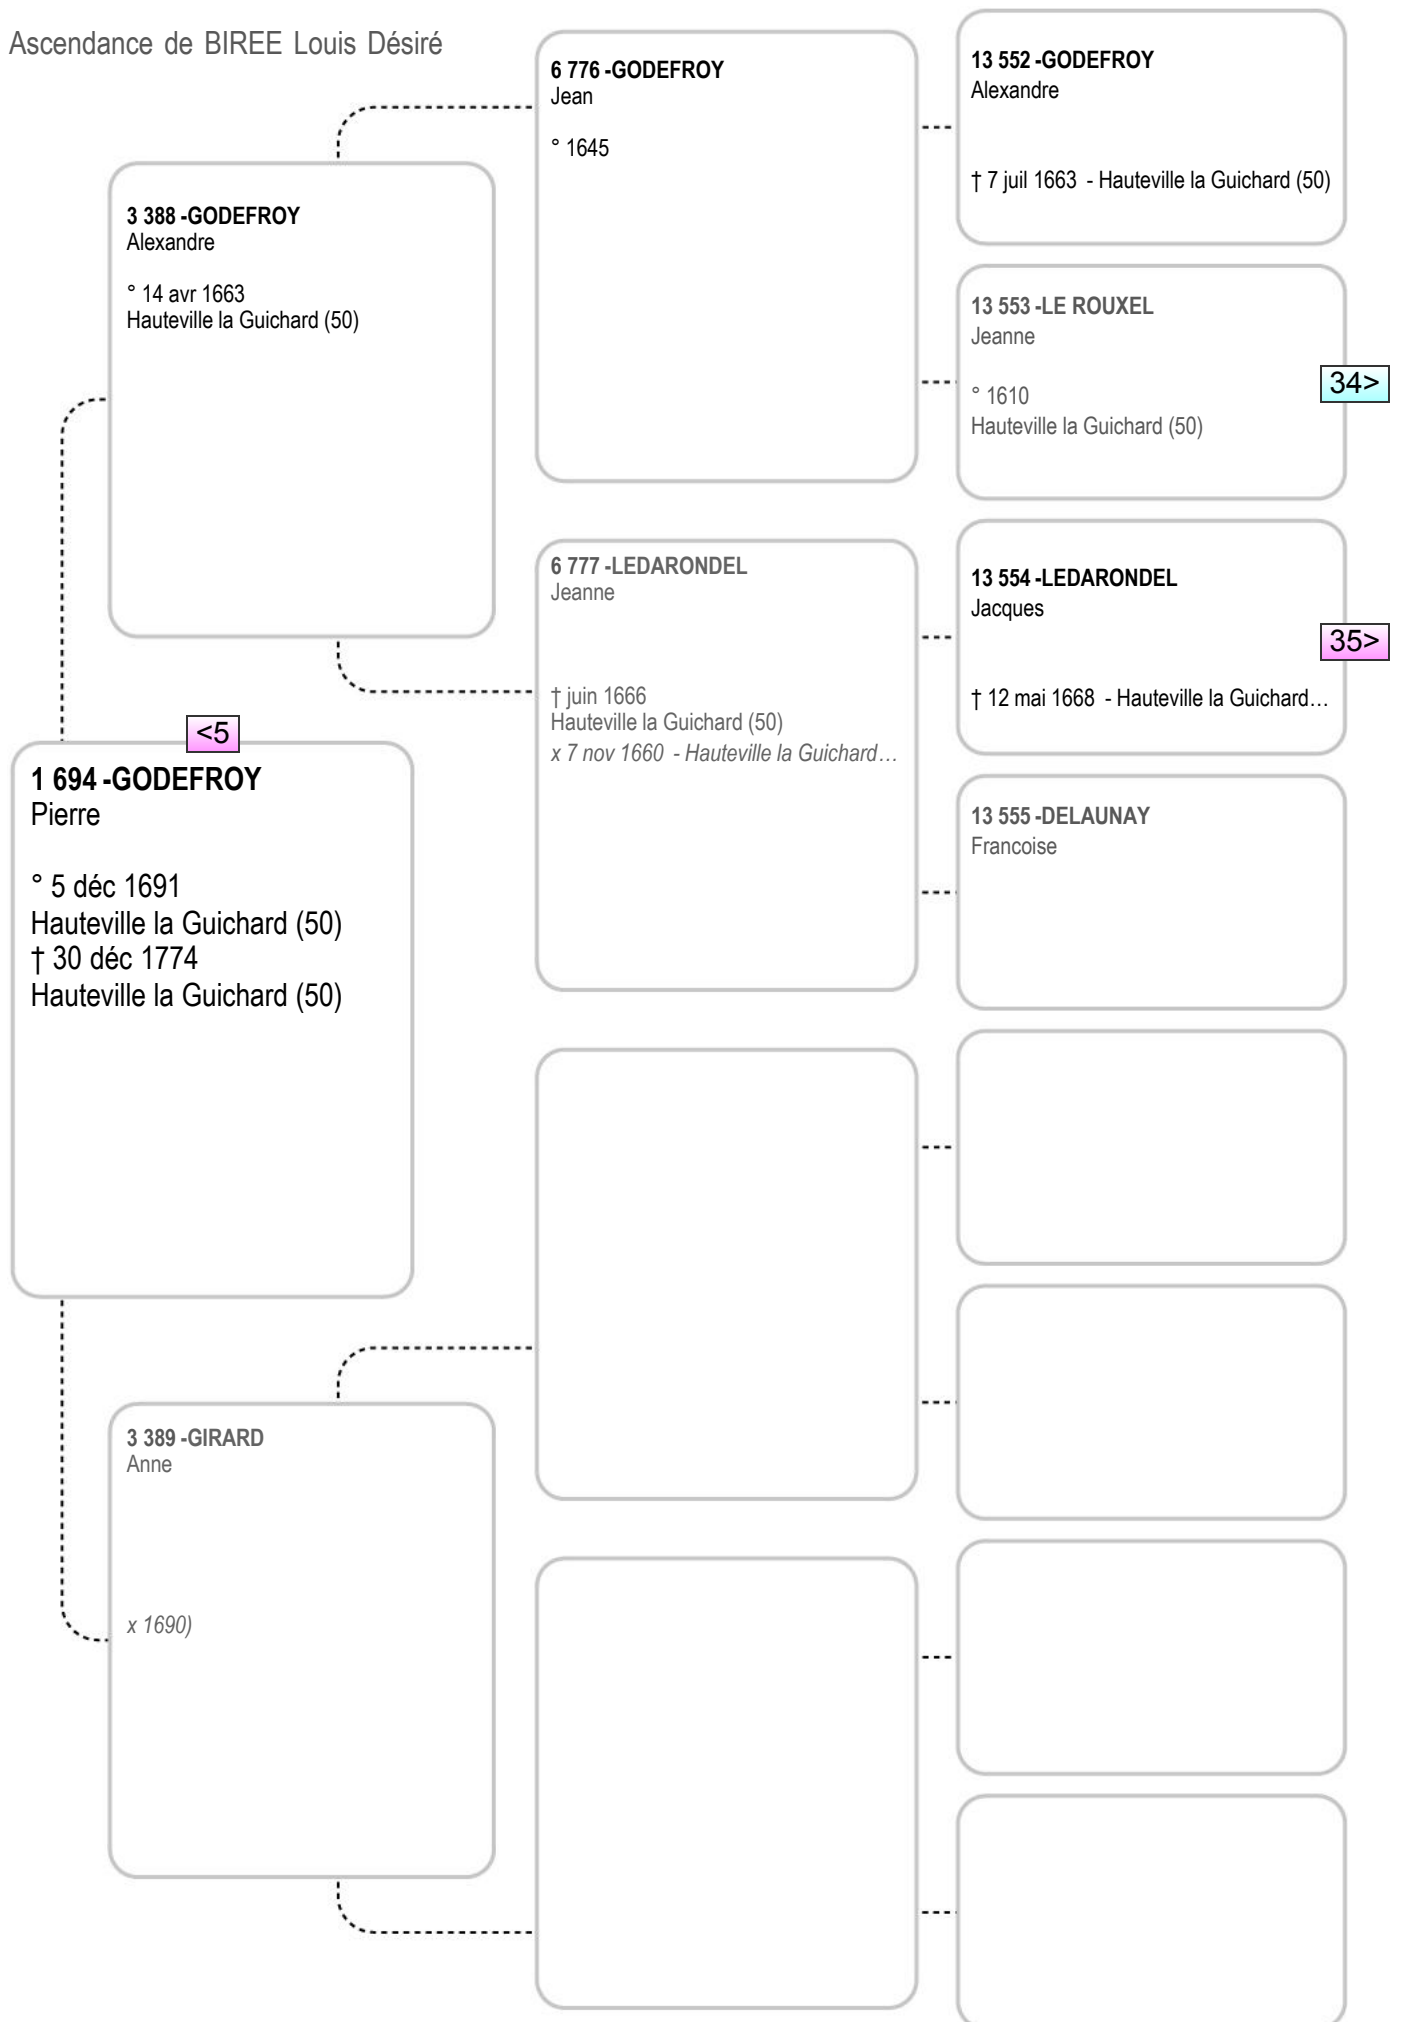 Ascendance de BIREE Louis Désiré
6 776 -GODEFROY
Jean
° 1645
13 552 -GODEFROY
Alexandre
† 7 juil 1663 - Hauteville la Guichard (50)
3 388 -GODEFROY
Alexandre
° 14 avr 1663
Hauteville la Guichard (50)
13 553 -LE ROUXEL
Jeanne
° 1610
Hauteville la Guichard (50)
34>
6 777 -LEDARONDEL
Jeanne
† juin 1666
Hauteville la Guichard (50)
x 7 nov 1660 - Hauteville la Guichard…
13 554 -LEDARONDEL
Jacques
† 12 mai 1668 - Hauteville la Guichard…
35>
<5
1 694 -GODEFROY
Pierre
° 5 déc 1691
Hauteville la Guichard (50)
† 30 déc 1774
Hauteville la Guichard (50)
13 555 -DELAUNAY
Francoise
3 389 -GIRARD
Anne
x 1690)